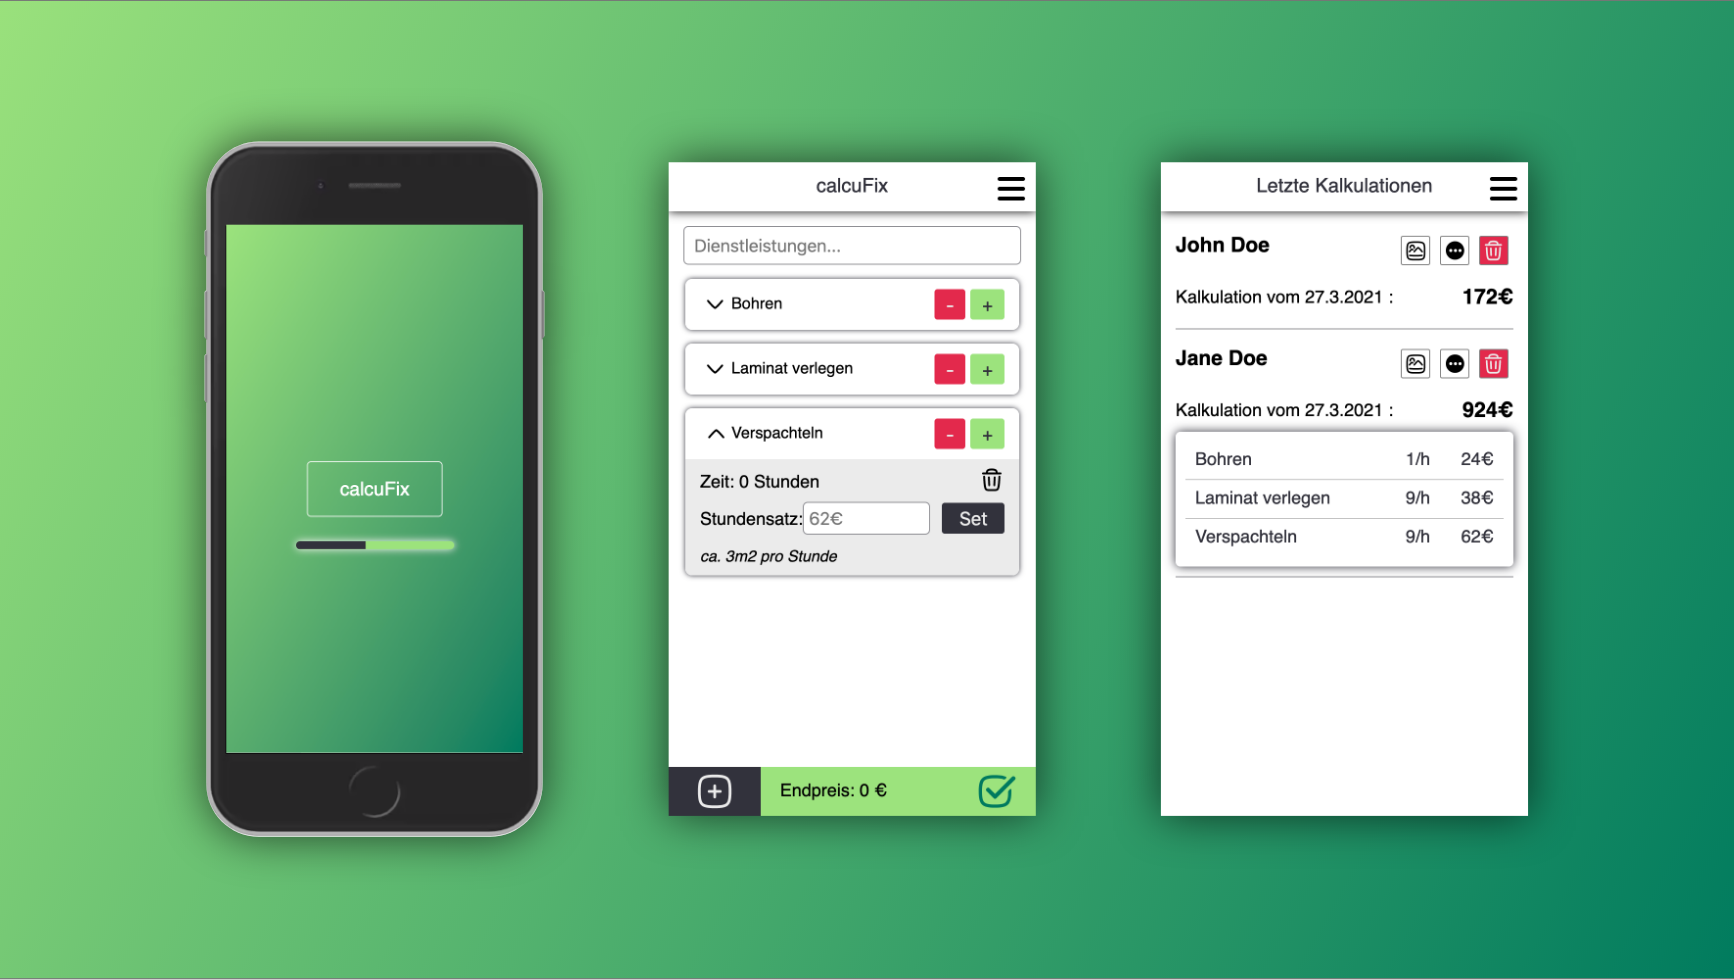 calcuFix
calcuFix
Dienstleistungen...
Bohren - +
Laminat verlegen - +
Verspachteln - +
Zeit: 0 Stunden
Stundensatz: 62€ Set
ca. 3m2 pro Stunde
Endpreis: 0 €
Letzte Kalkulationen
John Doe
Kalkulation vom 27.3.2021 : 172€
Jane Doe
Kalkulation vom 27.3.2021 : 924€
Bohren 1/h 24€
Laminat verlegen 9/h 38€
Verspachteln 9/h 62€